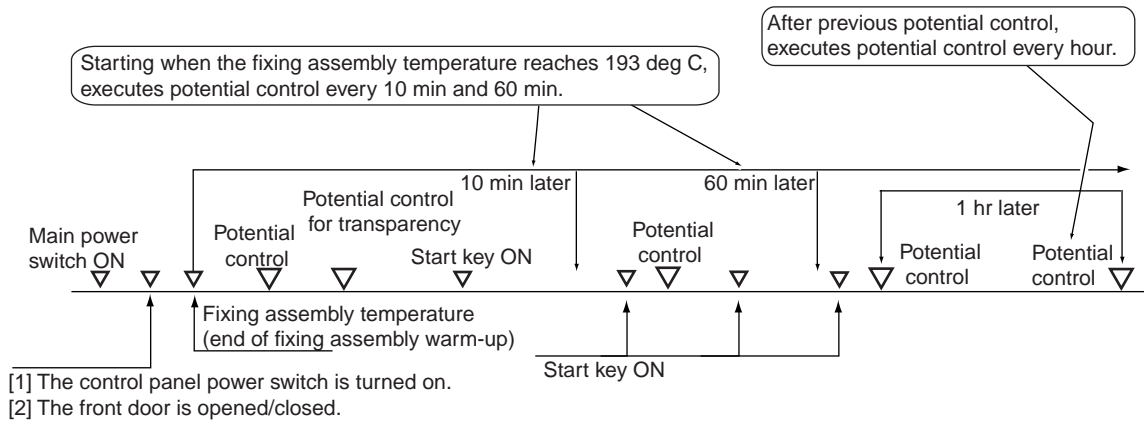 After previous potential control,
executes potential control every hour.
Starting when the fixing assembly temperature reaches 193 deg C,
executes potential control every 10 min and 60 min.
10 min later
60 min later
1 hr later
Main power
switch ON
Potential
control
Potential control
for transparency
Start key ON
Potential
control
Potential
control
Potential
control
Fixing assembly temperature
(end of fixing assembly warm-up)
Start key ON
[1] The control panel power switch is turned on.
[2] The front door is opened/closed.